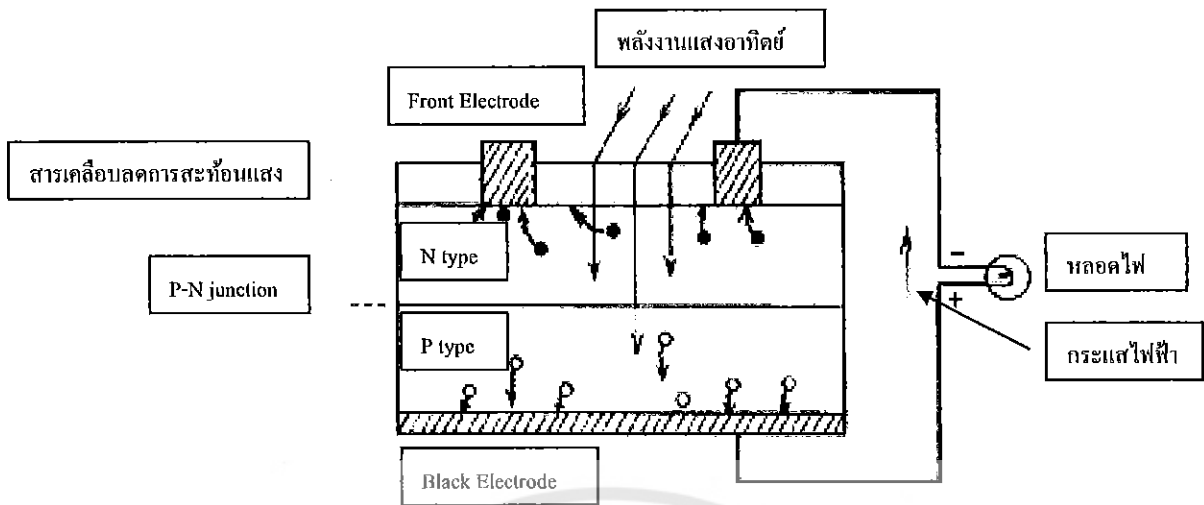 พลังงานแสงอาทิตย์
Front Electrode
สารเคลือบลดการสะท้อนแสง
N type
P-N junction
-
หลอดไฟ
+
P type
กระแสไฟฟ้า
Black Electrode